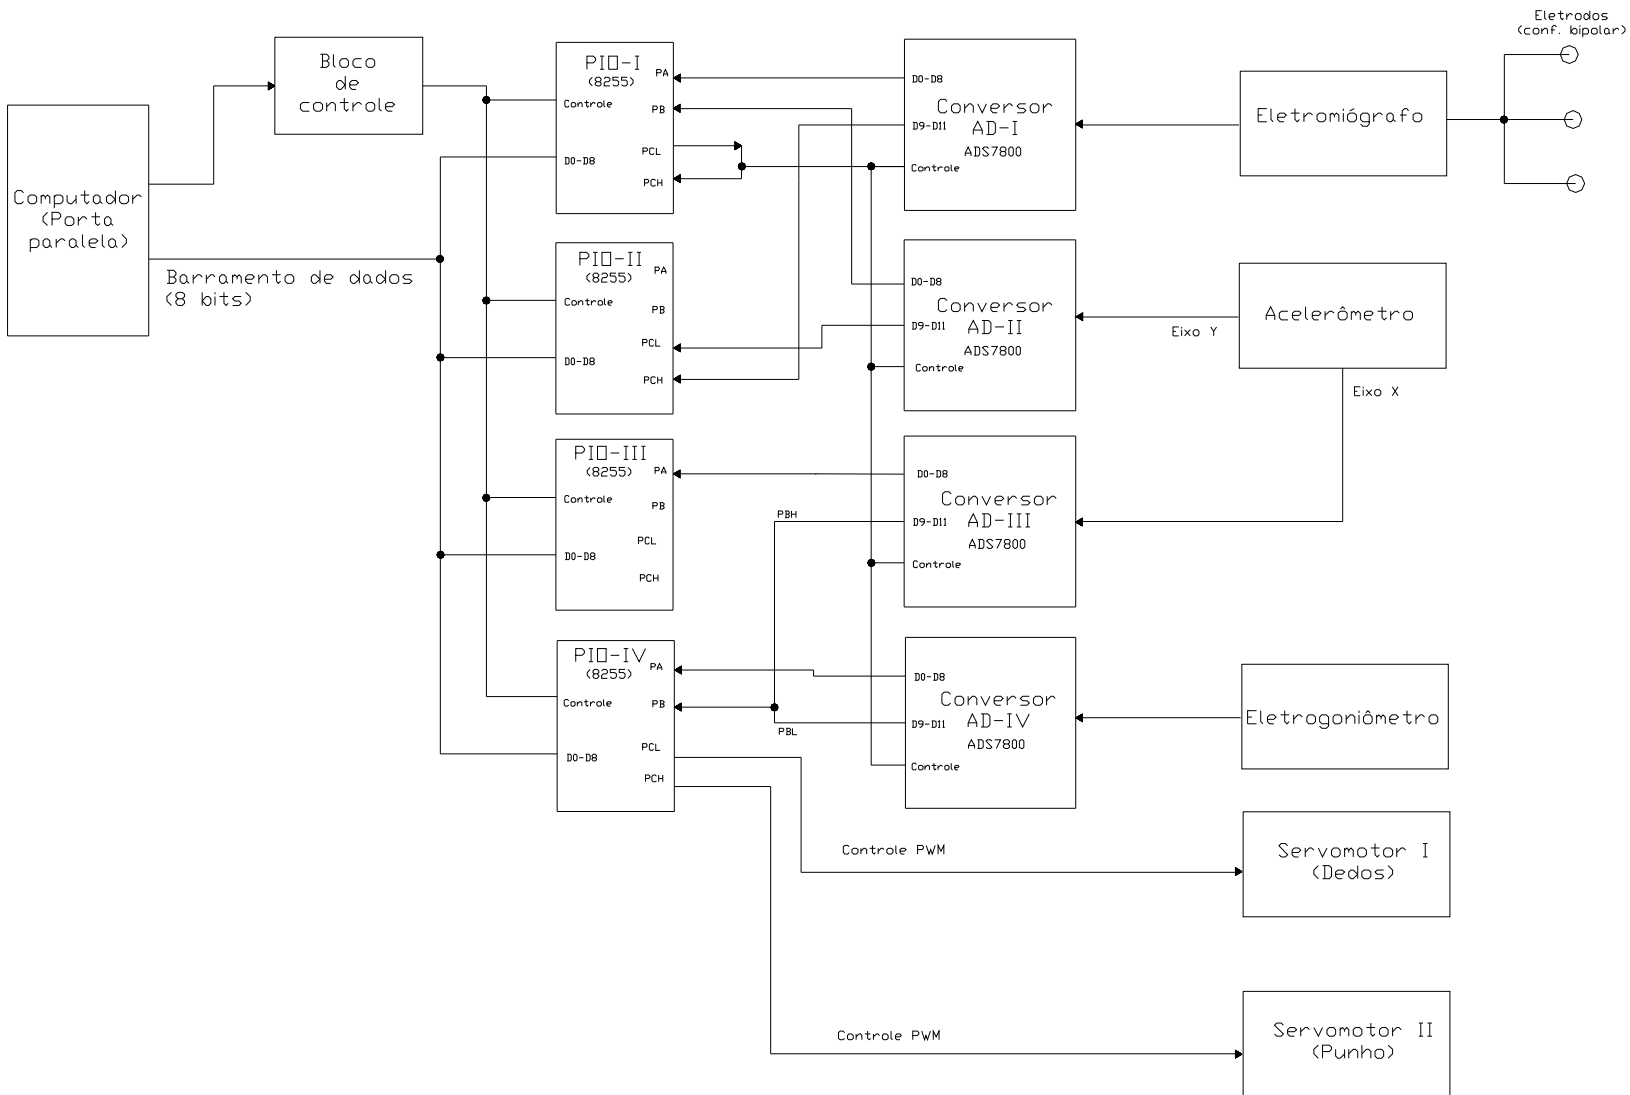 Eletrodos
(conf. bipolar)
Bloco
de
controle
Computador
(Porta
paralela)
Barramento de dados
(8 bits)
PIO-I
(8255)
PA
Controle
PB
PCL
D0-D8
PCH
PIO-II
(8255)
PA
Controle
PB
PCL
D0-D8
PCH
PIO-III
(8255)
PA
Controle
PB
PCL
D0-D8
PCH
PIO-IV
(8255)
PA
Controle
PB
PCL
D0-D8
PCH
PBH
PBL
D0-D8
Conversor
D9-D11
AD-I
ADS7800
Controle
D0-D8
Conversor
D9-D11
AD-II
ADS7800
Controle
D0-D8
Conversor
D9-D11
AD-III
ADS7800
Controle
D0-D8
Conversor
D9-D11
AD-IV
ADS7800
Controle
Eletromiógrafo
Acelerômetro
Eixo Y
Eixo X
Eletrogoniômetro
Controle PWM
Servomotor I
(Dedos)
Controle PWM
Servomotor II
(Punho)